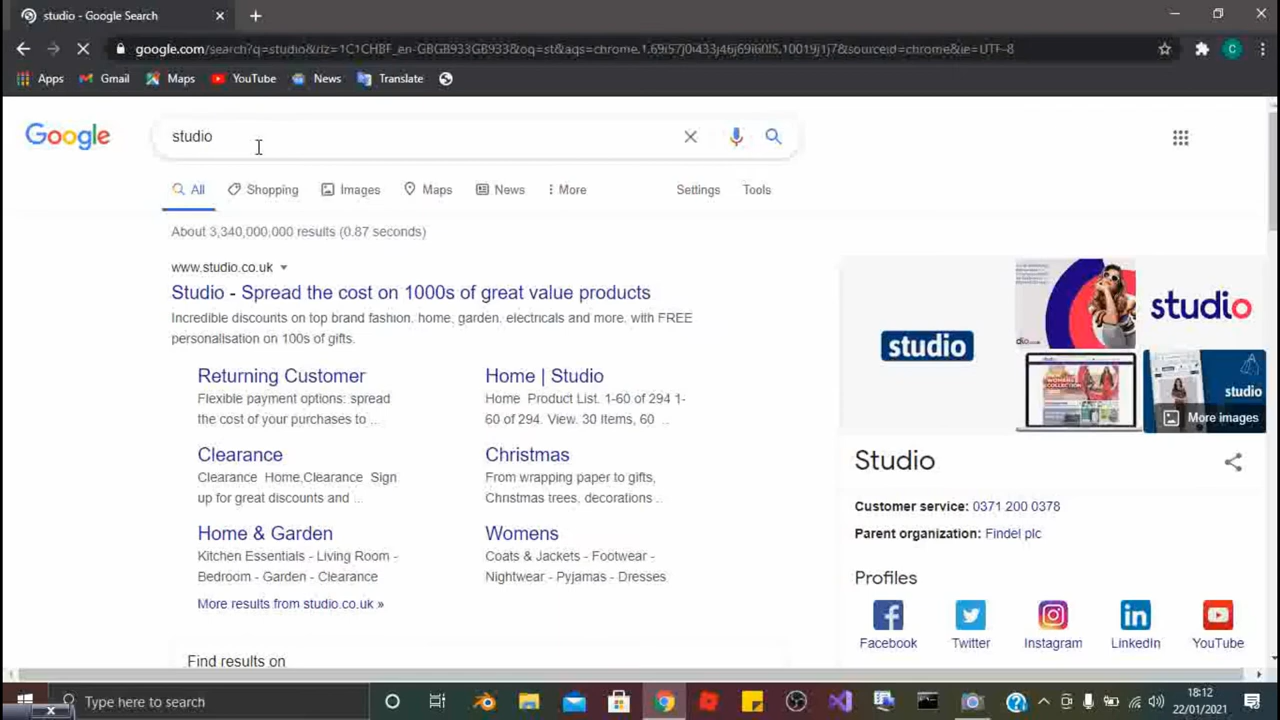 studio - Google Search
google.com/search?q=studio&rlz=1C1CHBF_en-GBGB933GB933&oq=st&aqs=chrome.1.69i57j0i433j46j69i60l5.10019j1j7&sourceid=chrome&ie=UTF-8
Apps
Gmail
Maps
YouTube
News
Translate
Google
studio
All
Shopping
Images
Maps
News
More
Settings
Tools
About 3,340,000,000 results (0.87 seconds)
www.studio.co.uk
Studio - Spread the cost on 1000s of great value products
Incredible discounts on top brand fashion, home, garden, electricals and more, with FREE
personalisation on 100s of gifts.
Returning Customer
Flexible payment options: spread
the cost of your purchases to ...
Home | Studio
Home Product List. 1-60 of 294 1-
60 of 294. View. 30 Items, 60 ...
Clearance
Clearance Home,Clearance Sign
up for great discounts and ...
Christmas
From wrapping paper to gifts,
Christmas trees, decorations ...
Home & Garden
Kitchen Essentials - Living Room -
Bedroom - Garden - Clearance
Womens
Coats & Jackets - Footwear -
Nightwear - Pyjamas - Dresses
More results from studio.co.uk »
Find results on
studio
studio
studio
More images
Studio
Customer service: 0371 200 0378
Parent organization: Findel plc
Profiles
Facebook
Twitter
Instagram
LinkedIn
YouTube
Type here to search
18:12
22/01/2021